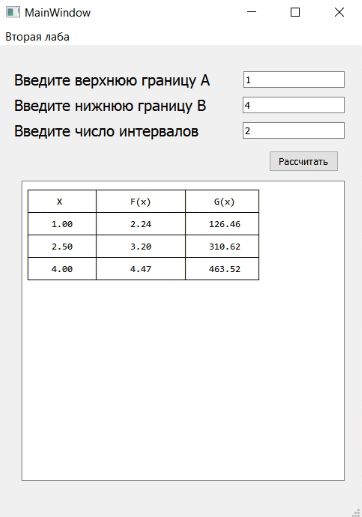 MainWindow
Вторая лаба
Введите верхнюю границу A 1
Введите нижнюю границу B 4
Введите число интервалов 2
Рассчитать
X F(x) G(x)
1.00 2.24 126.46
2.50 3.20 310.62
4.00 4.47 463.52